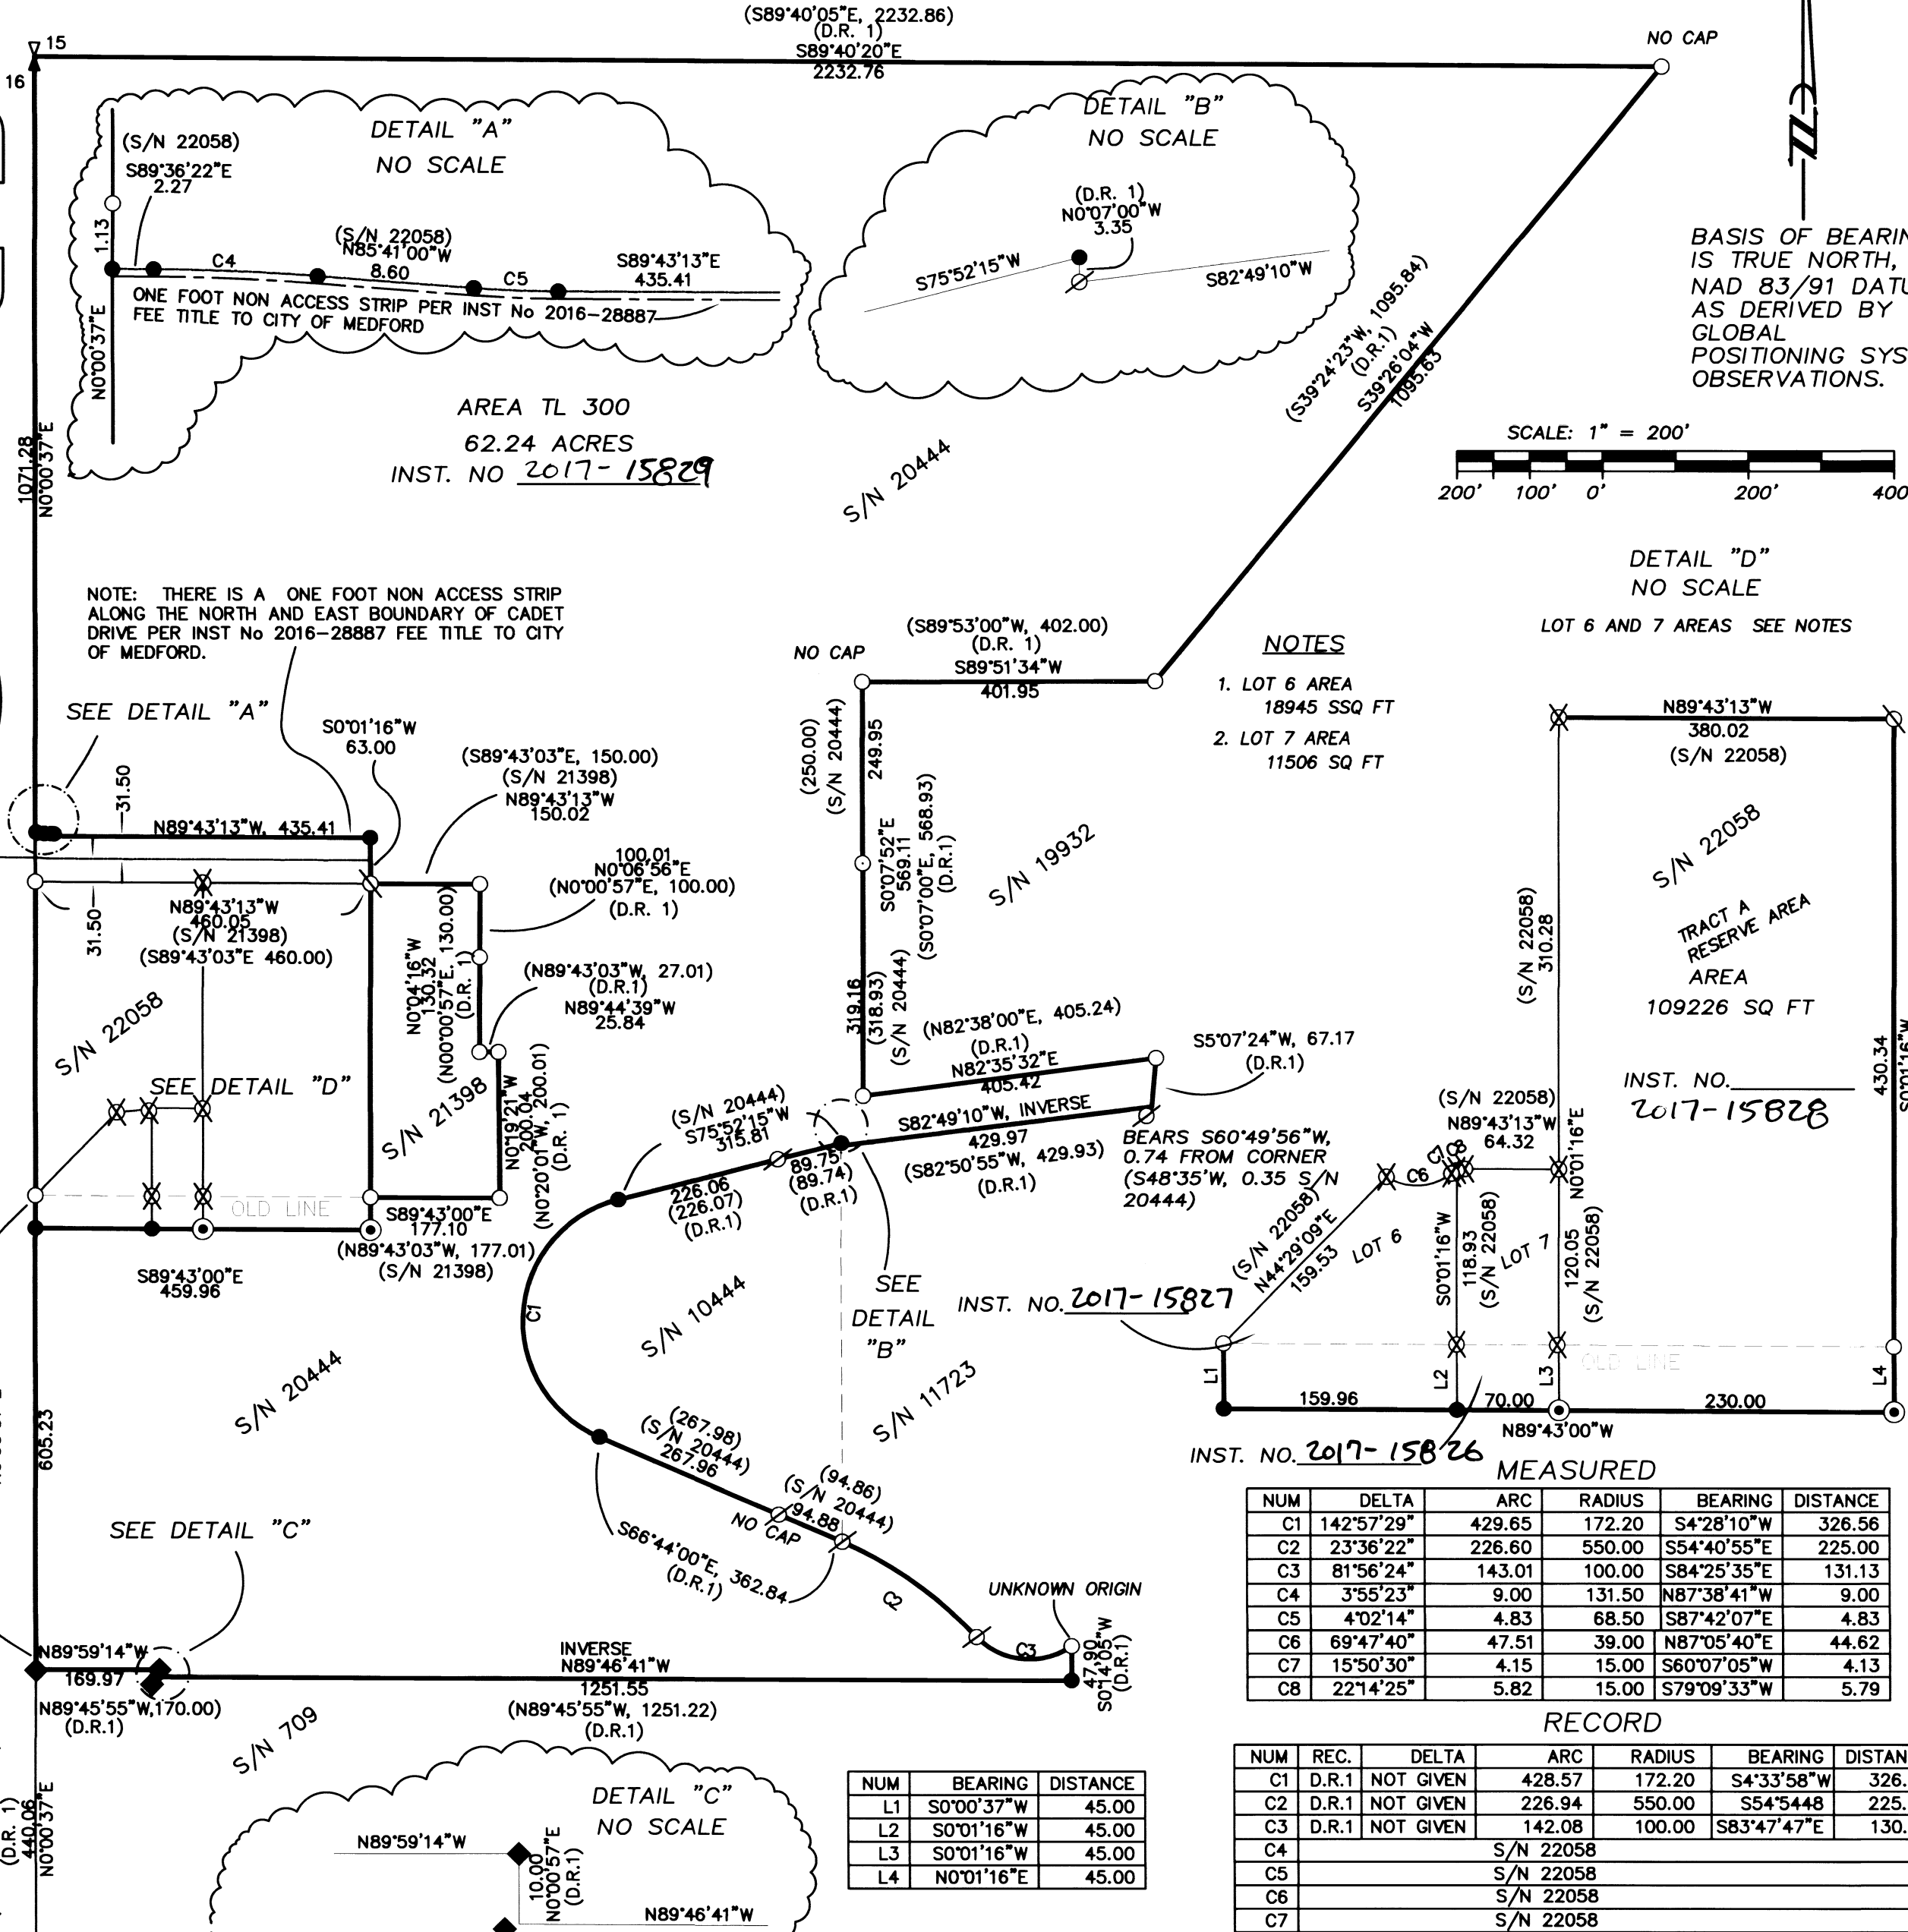 (S89°40'05"E, 2232.86)
(D.R. 1)
S89°40'20"E
2232.76
15
16
NO CAP
DETAIL "A"
NO SCALE
(S/N 22058)
S89°36'22"E
2.27
1.13
N0°00'37"E
C4
(S/N 22058)
N85°41'00"W
8.60
C5
S89°43'13"E
435.41
ONE FOOT NON ACCESS STRIP PER INST No 2016-28887
FEE TITLE TO CITY OF MEDFORD
DETAIL "B"
NO SCALE
(D.R. 1)
N0°07'00"W
3.35
S75°52'15"W
S82°49'10"W
(S39°24'23"W, 1095.84)
(D.R.1)
S39°26'04"W
1095.63
IS TRUE NORTH,
AS DERIVED BY
GLOBAL
OBSERVATIONS.
SCALE: 1" = 200'
200' 100' 0' 200' 400
AREA TL 300
62.24 ACRES
INST. NO 2017-15829
1071.28
N0°00'37"E
S/N 20444
NOTE: THERE IS A ONE FOOT NON ACCESS STRIP
ALONG THE NORTH AND EAST BOUNDARY OF CADET
DRIVE PER INST No 2016-28887 FEE TITLE TO CITY
OF MEDFORD.
SEE DETAIL "A"
S0°01'16"W
63.00
(S89°43'03"E, 150.00)
(S/N 21398)
N89°43'13"W
150.02
31.50
N89°43'13"W, 435.41
31.50
N89°43'13"W
460.05
(S/N 21398)
(S89°43'03"E 460.00)
100.01
N0°06'56"E
(N0°00'57"E, 100.00)
(D.R. 1)
N0°04'16"W
130.32
(N00°00'57"E, 130.00)
(D.R. 1)
(N89°43'03"W, 27.01)
(D.R.1)
N89°44'39"W
25.84
S/N 22058
SEE DETAIL "D"
S/N 21398
N0°19'21"W
200.04
(N0°20'01"W, 200.01)
(D.R. 1)
OLD LINE
S89°43'00"E
177.10
(N89°43'03"W, 177.01)
(S/N 21398)
S89°43'00"E
459.96
NO CAP
(S89°53'00"W, 402.00)
(D.R. 1)
S89°51'34"W
401.95
(250.00)
(S/N 20444)
249.95
S0°07'52"E
569.11
(S0°07'00"E, 568.93)
(D.R.1)
319.16
(318.93)
(S/N 20444)
S/N 19932
NOTES
1. LOT 6 AREA
18945 SSQ FT
2. LOT 7 AREA
11506 SQ FT
(N82°38'00"E, 405.24)
(D.R.1)
N82°35'32"E
405.42
S5°07'24"W, 67.17
(D.R.1)
S82°49'10"W, INVERSE
429.97
(S82°50'55"W, 429.93)
(D.R.1)
BEARS S60°49'56"W,
0.74 FROM CORNER
(S48°35'W, 0.35 S/N
20444)
(S/N 20444)
S75°52'15"W
315.81
89.75
(89.74)
(D.R.1)
226.06
(226.07)
(D.R.1)
C1
SEE
DETAIL
"B"
S/N 10444
S/N 11723
S/N 20444
605.23
(267.98)
(S/N 20444)
267.96
(94.86)
(S/N 20444)
94.88
NO CAP
S66°44'00"E, 362.84
(D.R.1)
C2
C3
UNKNOWN ORIGIN
47.90
S0°14'05"W
(D.R.1)
SEE DETAIL "C"
N89°59'14"W
169.97
N89°45'55"W,170.00)
(D.R.1)
INVERSE
N89°46'41"W
1251.55
(N89°45'55"W, 1251.22)
(D.R.1)
S/N 709
(D.R. 1)
440.06
N0°00'37"E
DETAIL "C"
NO SCALE
N89°59'14"W
10.00
N0°00'57"E
(D.R.1)
N89°46'41"W
DETAIL "D"
NO SCALE
LOT 6 AND 7 AREAS SEE NOTES
N89°43'13"W
380.02
(S/N 22058)
S/N 22058
(S/N 22058)
310.28
TRACT A
RESERVE AREA
AREA
109226 SQ FT
INST. NO.
2017-15828
430.34
S0°01'16"W
(S/N 22058)
N89°43'13"W
64.32
C6 C7 C8
N0°01'16"E
(S/N 22058)
N44°29'09"E
159.53
LOT 6
S0°01'16"W
118.93
(S/N 22058)
LOT 7
120.05
(S/N 22058)
INST. NO. 2017-15827
OLD LINE
L1 L2 L3 L4
159.96 70.00 230.00
N89°43'00"W
INST. NO. 2017-15826
MEASURED
NUM DELTA ARC RADIUS BEARING DISTANCE
C1 142°57'29" 429.65 172.20 S4°28'10"W 326.56
C2 23°36'22" 226.60 550.00 S54°40'55"E 225.00
C3 81°56'24" 143.01 100.00 S84°25'35"E 131.13
C4 3°55'23" 9.00 131.50 N87°38'41"W 9.00
C5 4°02'14" 4.83 68.50 S87°42'07"E 4.83
C6 69°47'40" 47.51 39.00 N87°05'40"E 44.62
C7 15°50'30" 4.15 15.00 S60°07'05"W 4.13
C8 22°14'25" 5.82 15.00 S79°09'33"W 5.79
RECORD
NUM REC. DELTA ARC RADIUS BEARING DISTAN
C1 D.R.1 NOT GIVEN 428.57 172.20 S4°33'58"W 326.
C2 D.R.1 NOT GIVEN 226.94 550.00 S54°5448 225.
C3 D.R.1 NOT GIVEN 142.08 100.00 S83°47'47"E 130.
C4 S/N 22058
C5 S/N 22058
C6 S/N 22058
C7 S/N 22058
NUM BEARING DISTANCE
L1 S0°00'37"W 45.00
L2 S0°01'16"W 45.00
L3 S0°01'16"W 45.00
L4 N0°01'16"E 45.00